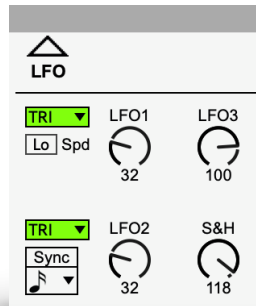 LFO
TRI LFO1 LFO3
Lo Spd
32 100
TRI LFO2 S&H
Sync
32 118